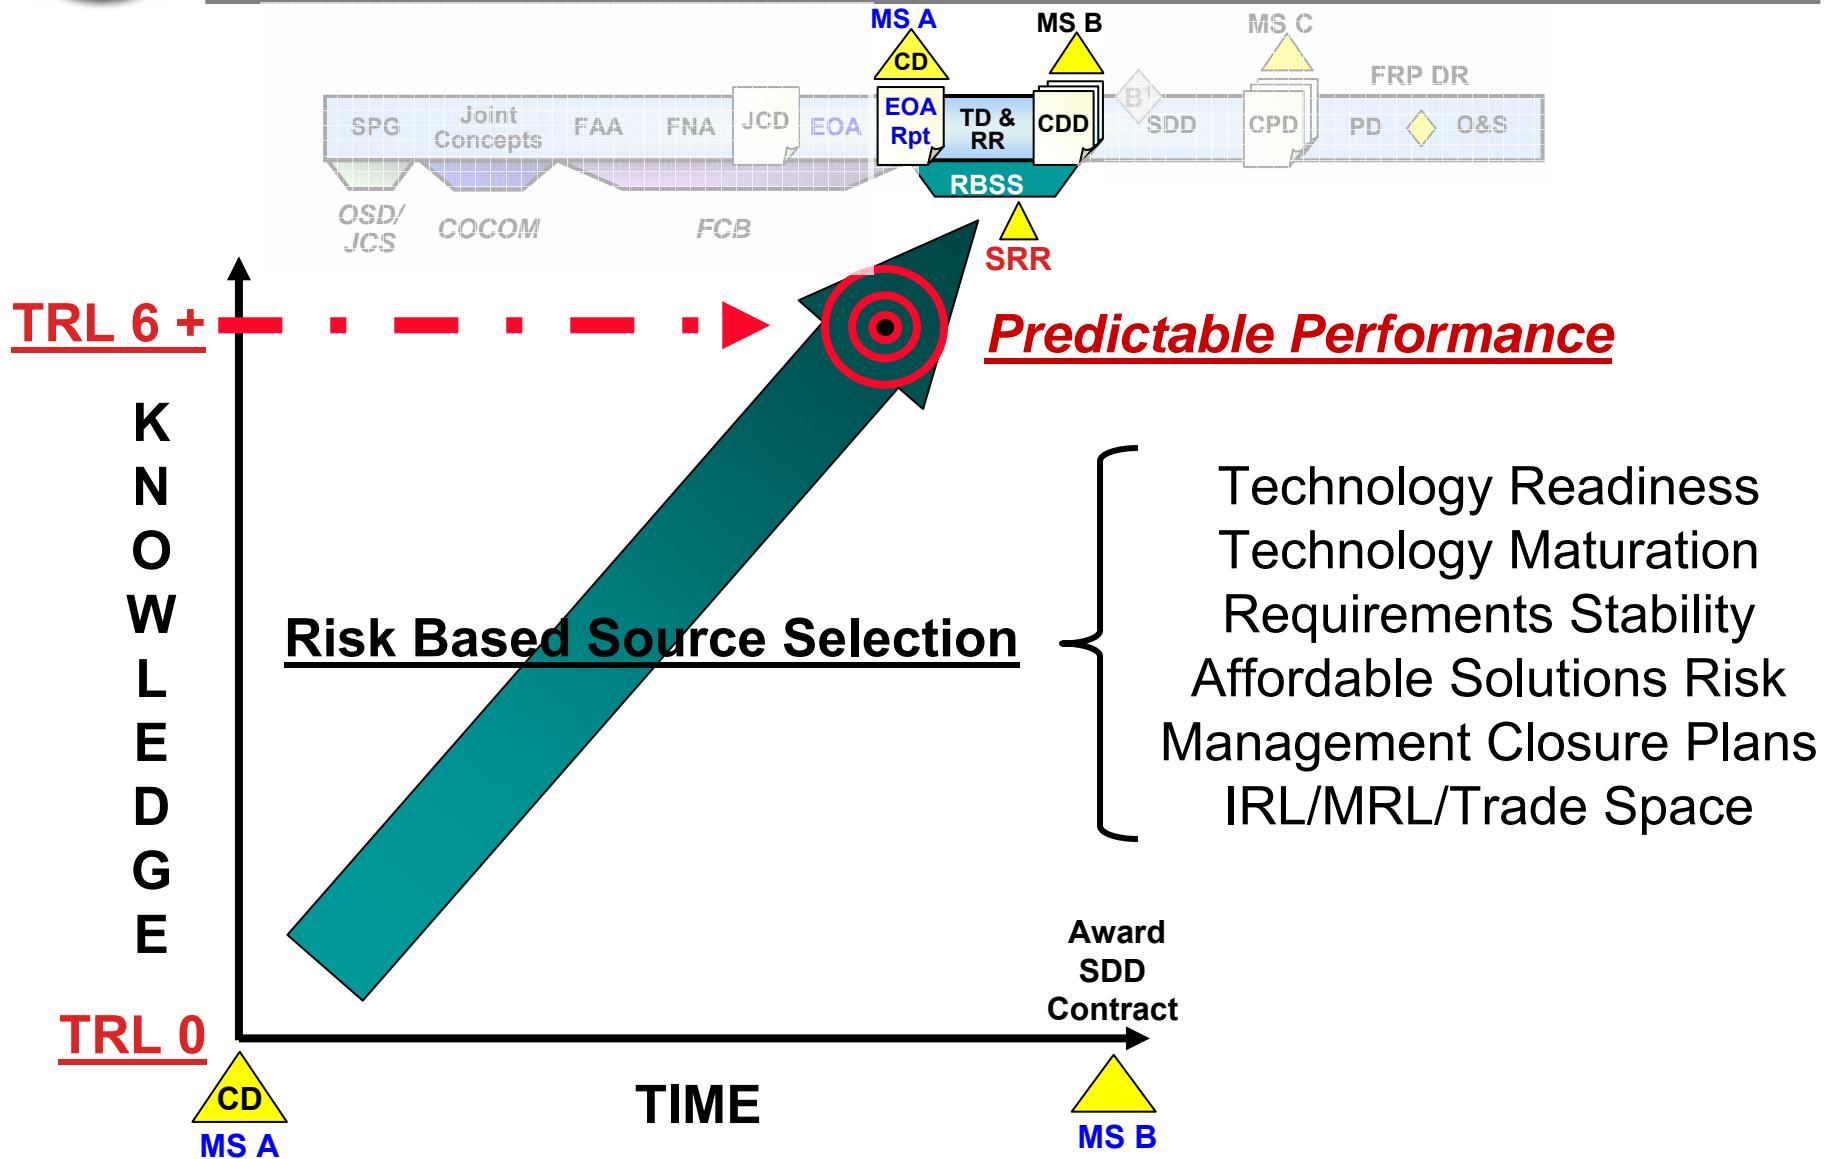 MS A
MS B
MS C
CD
FRP DR
SPG
Joint
Concepts
FAA
FNA
JCD
EOA
EOA
Rpt
TD &
RR
CDD
B1
SDD
CPD
PD
O&S
RBSS
OSD/
JCS
COCOM
FCB
SRR
TRL 6 +
Predictable Performance
KNOWLEDGE
Technology Readiness
Technology Maturation
Requirements Stability
Risk Based Source Selection
Affordable Solutions Risk
Management Closure Plans
IRL/MRL/Trade Space
Award
SDD
Contract
TRL 0
CD
TIME
MS A
MS B